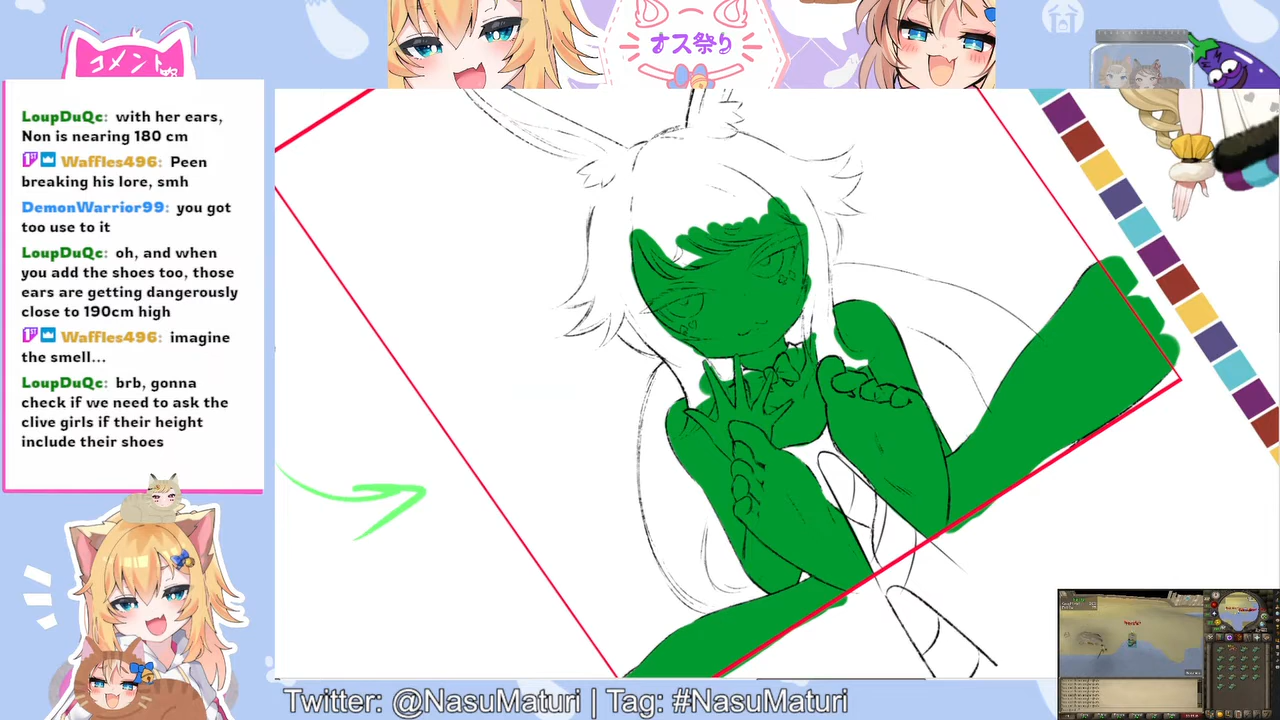 コメント
オス祭り
LoupDuQc: with her ears,
Non is nearing 180 cm
Waffles496: Peen
breaking his lore, smh
DemonWarrior99: you got
too use to it
LoupDuQc: oh, and when
you add the shoes too, those
ears are getting dangerously
close to 190cm high
Waffles496: imagine
the smell...
LoupDuQc: brb, gonna
check if we need to ask the
clive girls if their height
include their shoes
Twitter: @NasuMaturi | Tag: #NasuMaturi